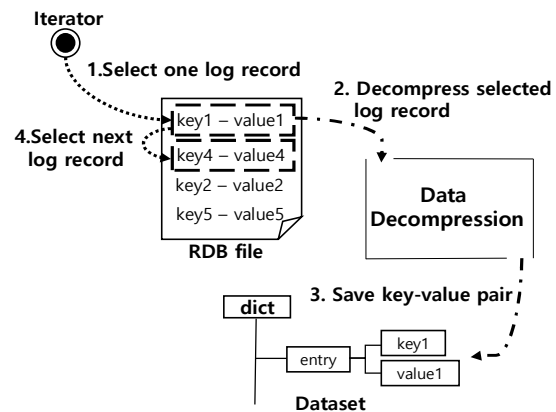 Iterator
1.Select one log record
2. Decompress selected
log record
key1 – value1
4.Select next
log record
key4 – value4
key2 – value2
key5 – value5
RDB file
Data
Decompression
3. Save key-value pair
dict
entry
key1
value1
Dataset